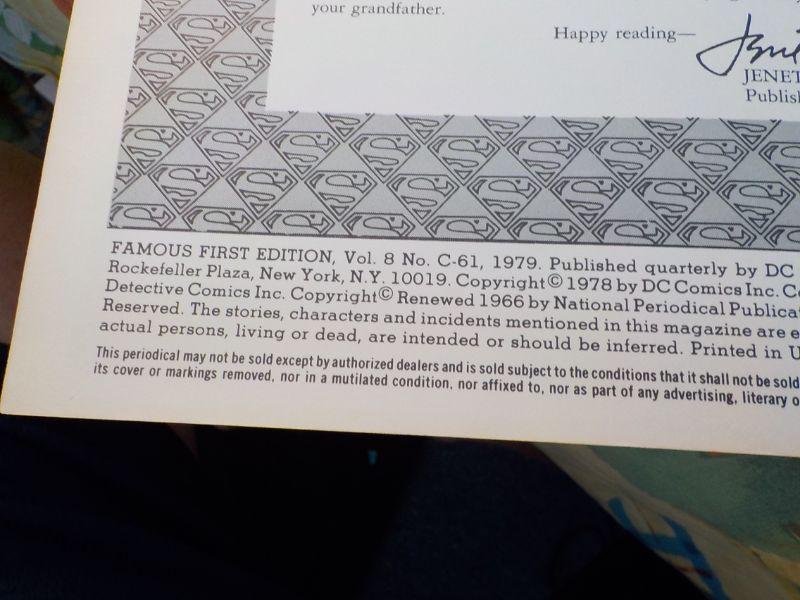 your grandfather.
Happy reading—
JENET
Publish
FAMOUS FIRST EDITION, Vol. 8 No. C-61, 1979. Published quarterly by DC
Rockefeller Plaza, New York, N.Y. 10019. Copyright © 1978 by DC Comics Inc. Co
Detective Comics Inc. Copyright © Renewed 1966 by National Periodical Publica
Reserved. The stories, characters and incidents mentioned in this magazine are e
actual persons, living or dead, are intended or should be inferred. Printed in U
This periodical may not be sold except by authorized dealers and is sold subject to the conditions that it shall not be sold
its cover or markings removed, nor in a mutilated condition, nor affixed to, nor as part of any advertising, literary o